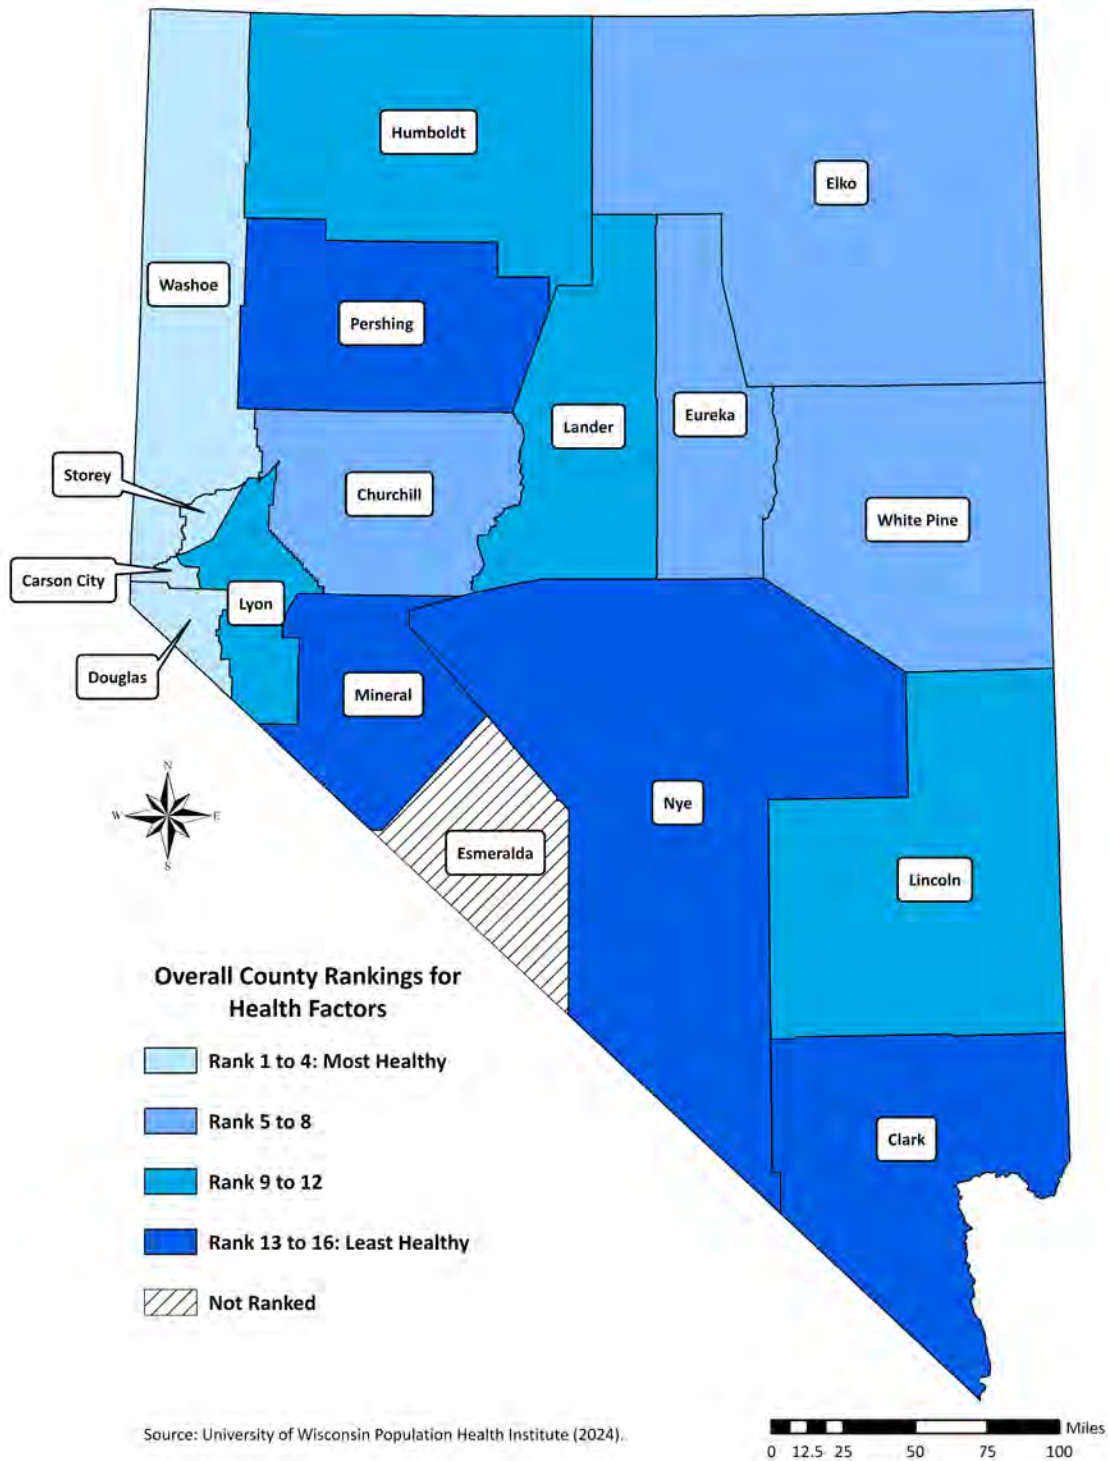 Humboldt
Elko
Washoe
Pershing
Lander
Eureka
Storey
Churchill
White Pine
Carson City
Lyon
Douglas
Mineral
N
W
E
S
Nye
Esmeralda
Lincoln
Overall County Rankings for
Health Factors
Rank 1 to 4: Most Healthy
Rank 5 to 8
Clark
Rank 9 to 12
Rank 13 to 16: Least Healthy
Not Ranked
Source: University of Wisconsin Population Health Institute (2024).
Miles
0 12.5 25 50 75 100